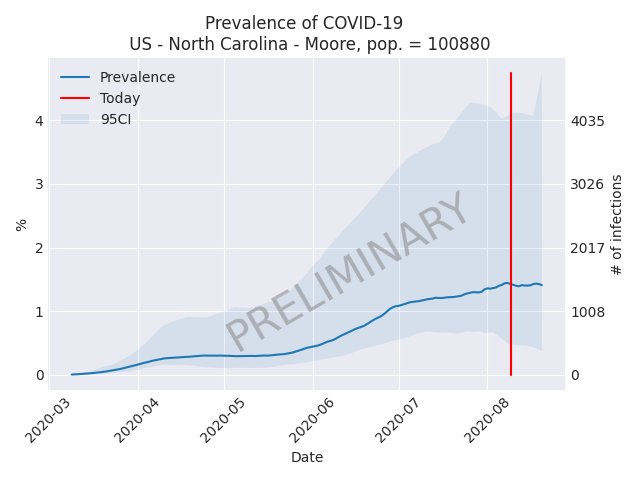 Prevalence of COVID-19
US - North Carolina - Moore, pop. = 100880
Prevalence
Today
95CI
PRELIMINARY
%
4
3
2
1
0
# of infections
4035
3026
2017
1008
0
2020-03
2020-04
2020-05
2020-06
2020-07
2020-08
Date